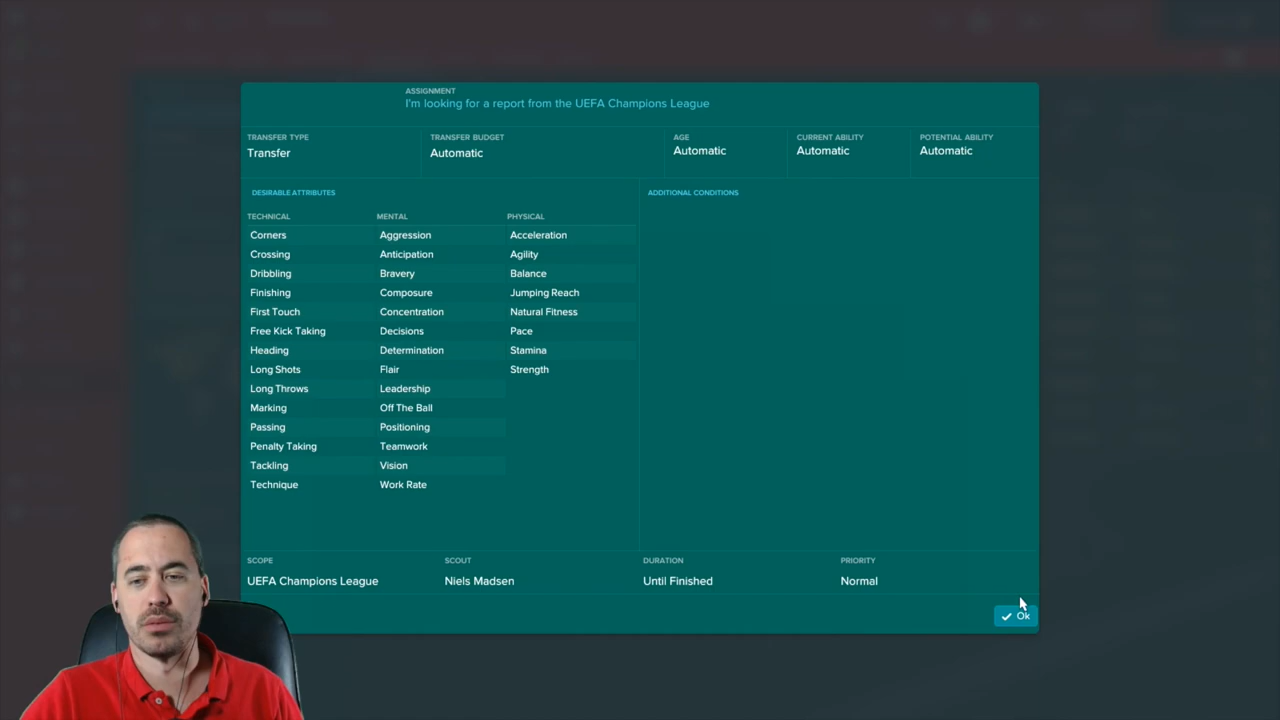 ASSIGNMENT
I'm looking for a report from the UEFA Champions League
TRANSFER TYPE TRANSFER BUDGET AGE CURRENT ABILITY POTENTIAL ABILITY
Transfer Automatic Automatic Automatic Automatic
DESIRABLE ATTRIBUTES ADDITIONAL CONDITIONS
TECHNICAL MENTAL PHYSICAL
Corners Aggression Acceleration
Crossing Anticipation Agility
Dribbling Bravery Balance
Finishing Composure Jumping Reach
First Touch Concentration Natural Fitness
Free Kick Taking Decisions Pace
Heading Determination Stamina
Long Shots Flair Strength
Long Throws Leadership
Marking Off The Ball
Passing Positioning
Penalty Taking Teamwork
Tackling Vision
Technique Work Rate
SCOPE SCOUT DURATION PRIORITY
UEFA Champions League Niels Madsen Until Finished Normal
Ok